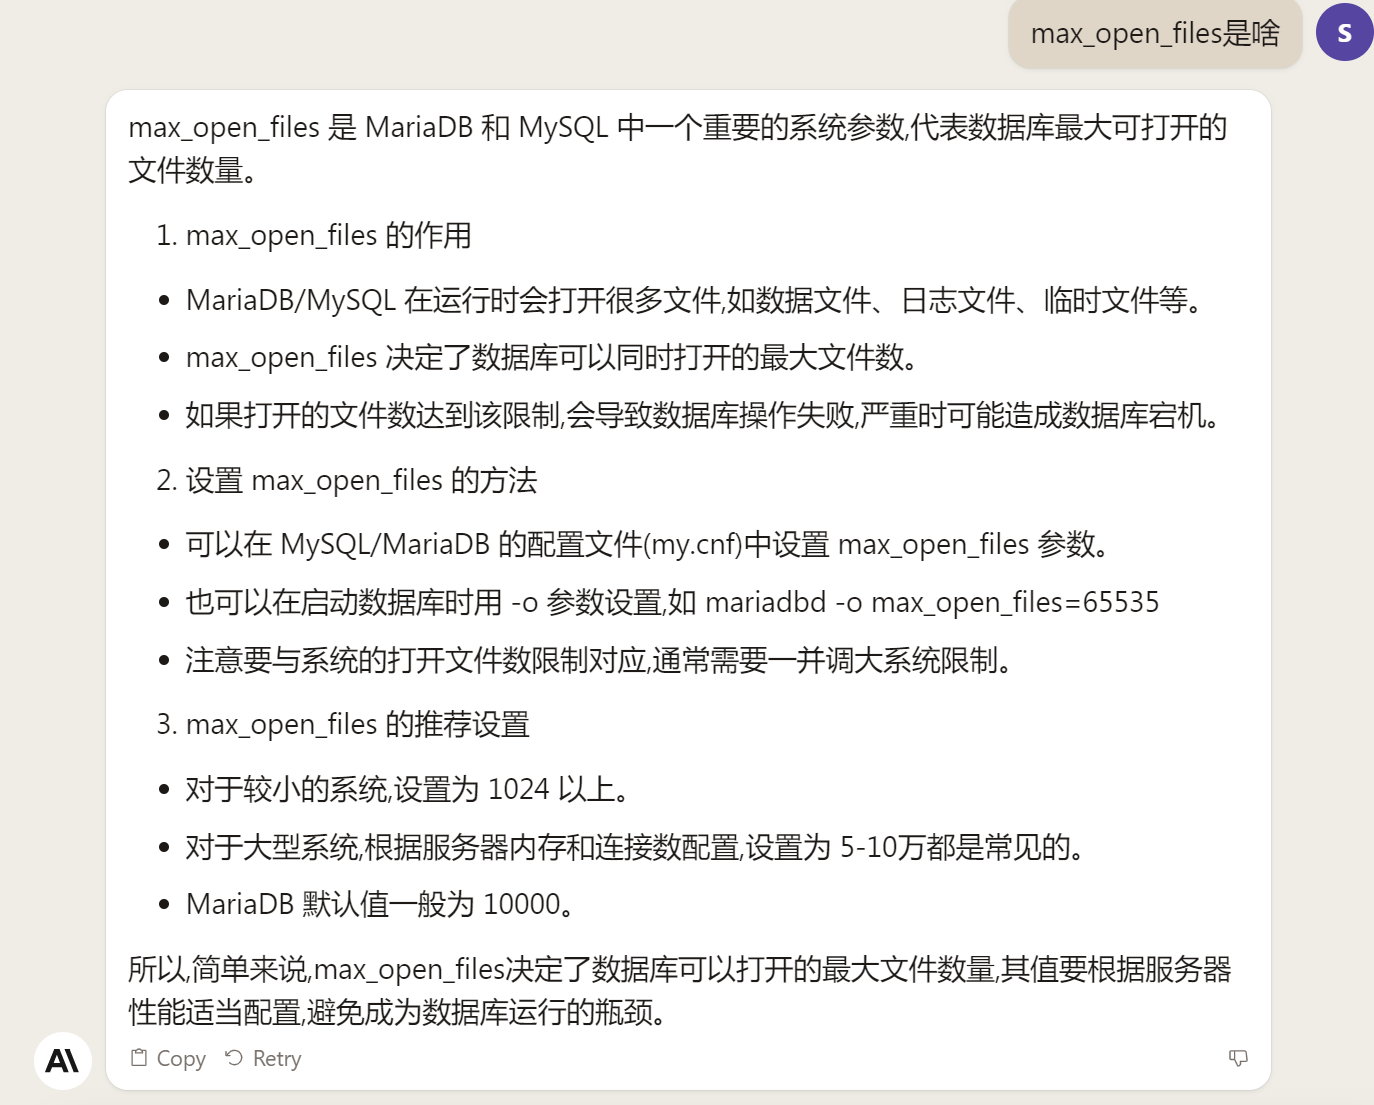 max_open_files是啥
S
max_open_files 是 MariaDB 和 MySQL 中一个重要的系统参数,代表数据库最大可打开的
文件数量。
1. max_open_files 的作用
• MariaDB/MySQL 在运行时会打开很多文件,如数据文件、日志文件、临时文件等。
• max_open_files 决定了数据库可以同时打开的最大文件数。
• 如果打开的文件数达到该限制,会导致数据库操作失败,严重时可能造成数据库宕机。
2. 设置 max_open_files 的方法
• 可以在 MySQL/MariaDB 的配置文件(my.cnf)中设置 max_open_files 参数。
• 也可以在启动数据库时用 -o 参数设置,如 mariadbd -o max_open_files=65535
• 注意要与系统的打开文件数限制对应,通常需要一并调大系统限制。
3. max_open_files 的推荐设置
• 对于较小的系统,设置为 1024 以上。
• 对于大型系统,根据服务器内存和连接数配置,设置为 5-10万都是常见的。
• MariaDB 默认值一般为 10000。
所以,简单来说,max_open_files决定了数据库可以打开的最大文件数量,其值要根据服务器
性能适当配置,避免成为数据库运行的瓶颈。
Copy Retry
A\